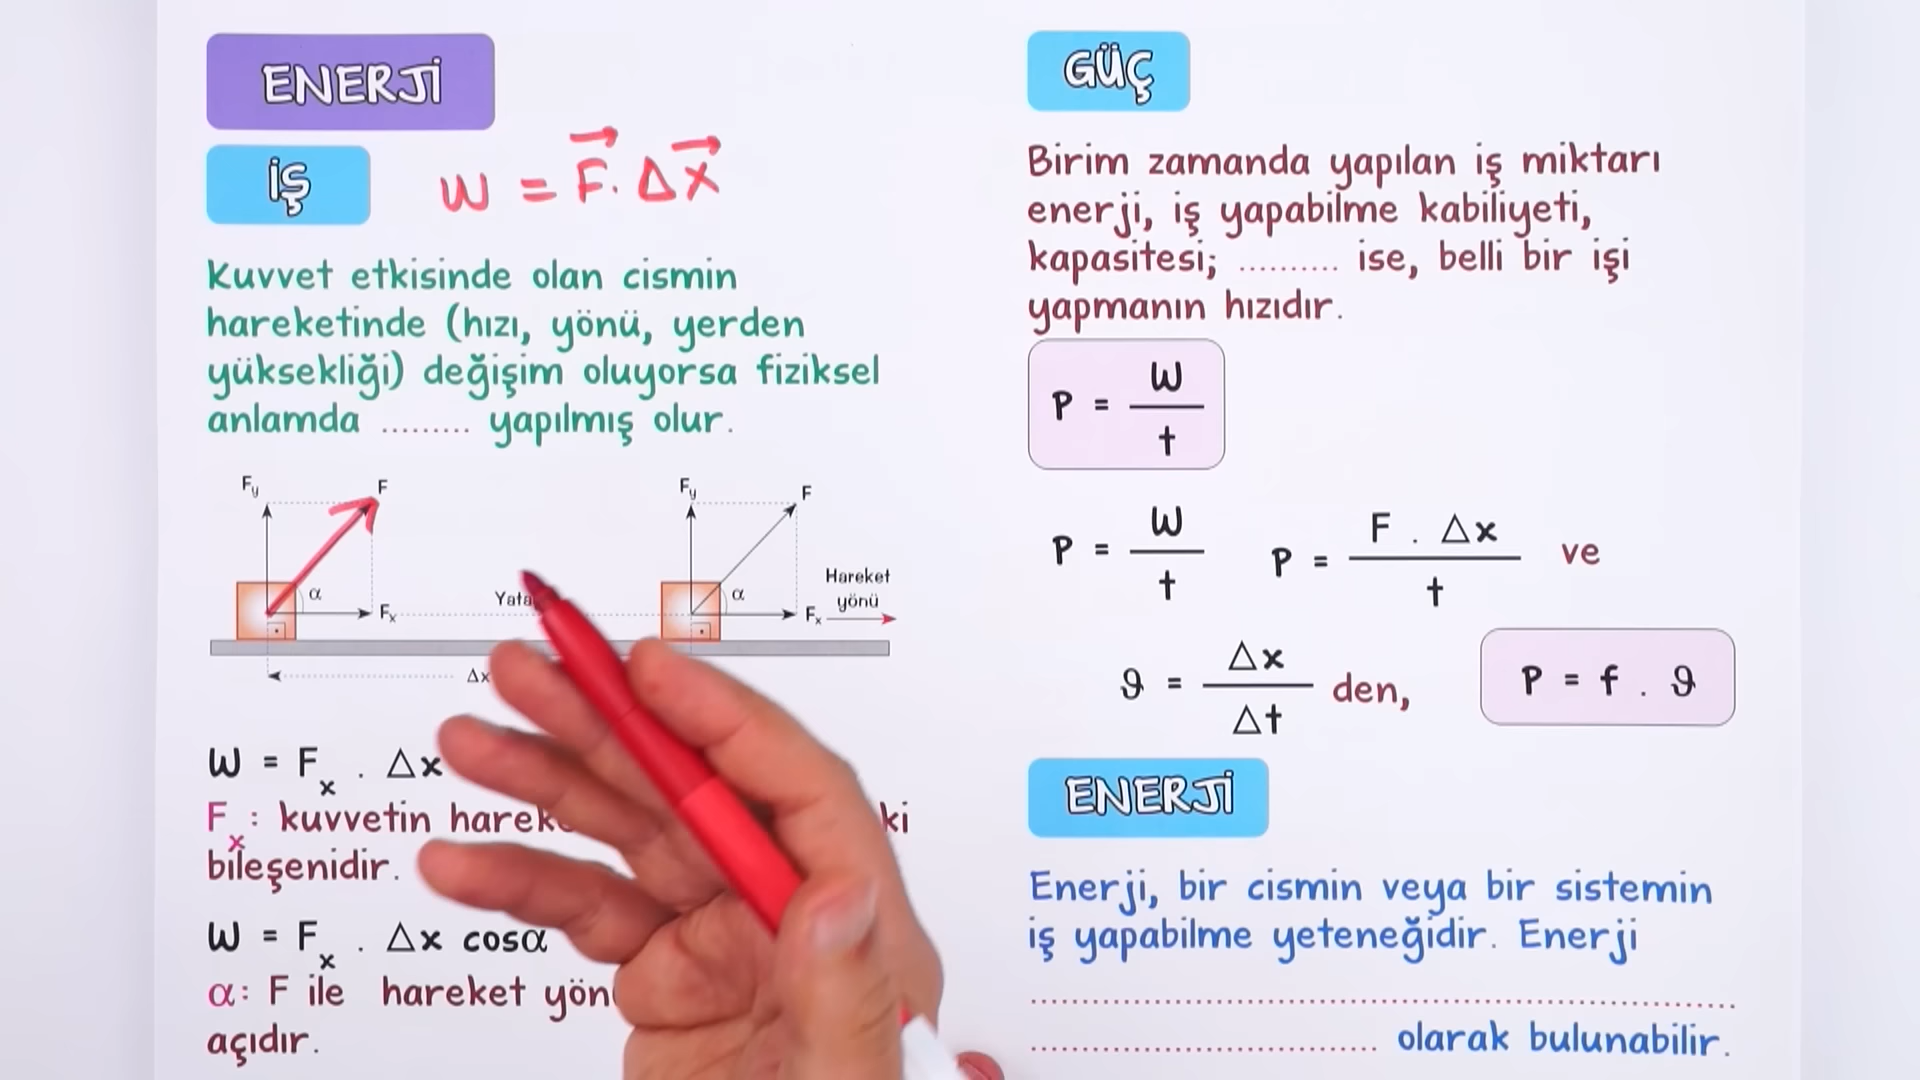 ENERJİ
İŞ
W = F. Δx
Kuvvet etkisinde olan cismin
hareketinde (hızı, yönü, yerden
yüksekliği) değişim oluyorsa fiziksel
anlamda ......... yapılmış olur.
Fy
F
α
Fx
Fy
F
α
Fx
Hareket
yönü
Δx
W = Fx . Δx
Fx: kuvvetin
bileşenidir.
W = Fx . Δx cosα
α: F ile hareket
açıdır.
GÜÇ
Birim zamanda yapılan iş miktarı
enerji, iş yapabilme kabiliyeti,
kapasitesi; .......... ise, belli bir işi
yapmanın hızıdır.
P = W / t
P = W / t P = F . Δx / t ve
ϑ = Δx / Δt den, P = f . ϑ
ENERJİ
Enerji, bir cismin veya bir sistemin
iş yapabilme yeteneğidir. Enerji
olarak bulunabilir.